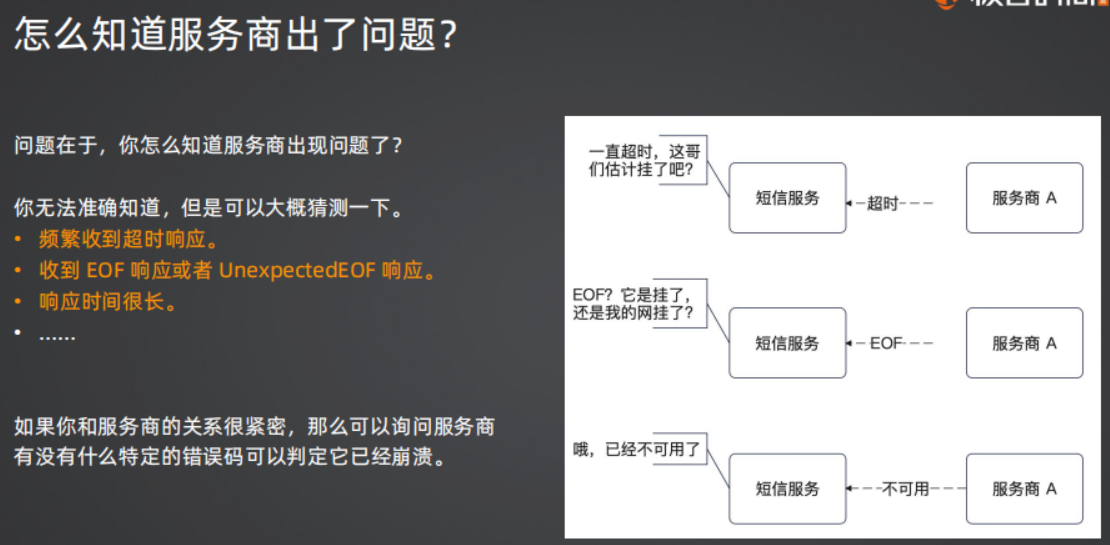 怎么知道服务商出了问题?
问题在于，你怎么知道服务商出现问题了?
你无法准确知道，但是可以大概猜测一下。
• 频繁收到超时响应。
• 收到 EOF 响应或者 UnexpectedEOF 响应。
• 响应时间很长。
• ……
如果你和服务商的关系很紧密，那么可以询问服务商
有没有什么特定的错误码可以判定它已经崩溃。
一直超时，这哥
们估计挂了吧?
短信服务
超时
服务商 A
EOF? 它是挂了，
还是我的网挂了?
短信服务
EOF
服务商 A
哦，已经不可用了
短信服务
不可用
服务商 A